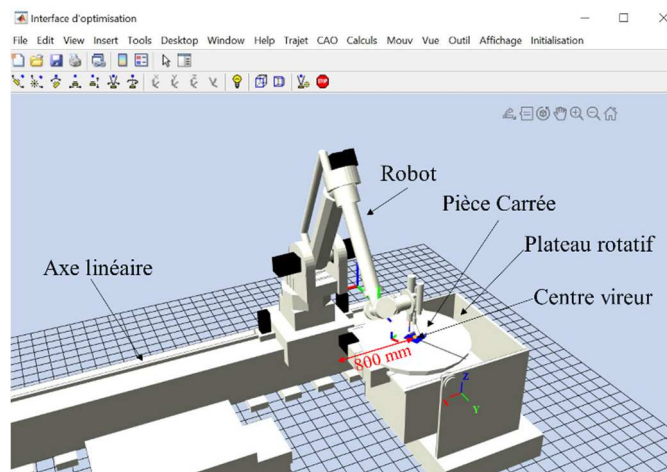 Interface d'optimisation
File Edit View Insert Tools Desktop Window Help Trajet CAO Calculs Mouv Vue Outil Affichage Initialisation
Robot
Pièce Carrée
Plateau rotatif
Axe linéaire
Centre vireur
800 mm
Z
Y